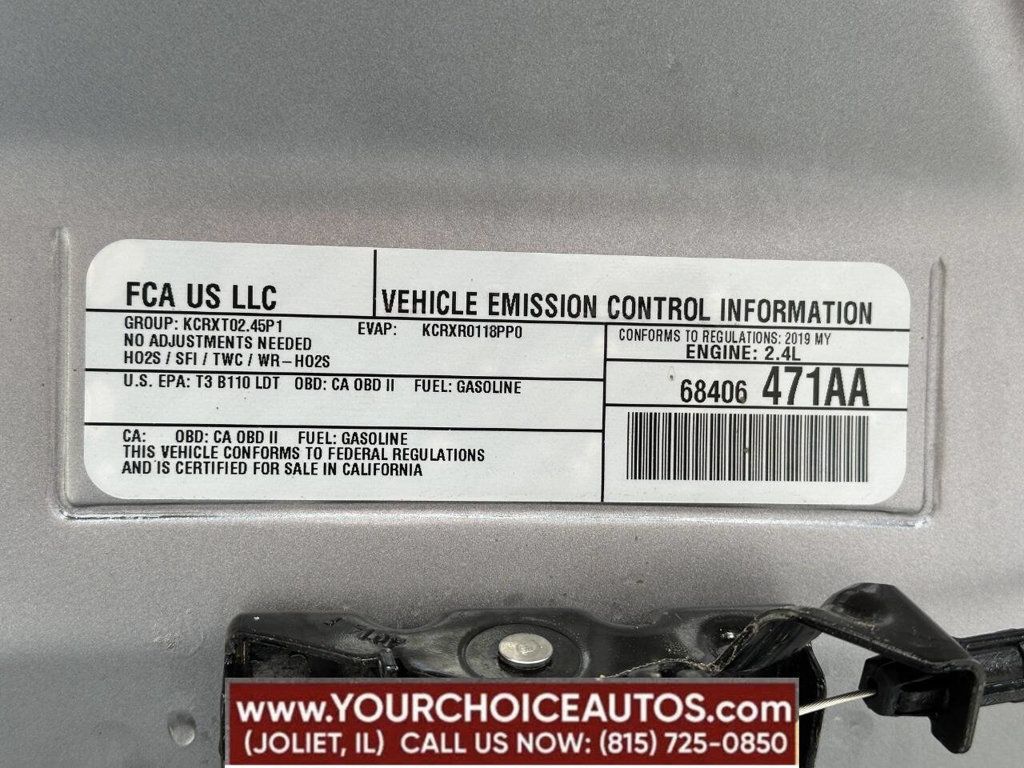 FCA US LLC
VEHICLE EMISSION CONTROL INFORMATION
GROUP: KCRXT02.45P1 EVAP: KCRXR0118PP0
NO ADJUSTMENTS NEEDED
HO2S / SFI / TWC / WR-HO2S
CONFORMS TO REGULATIONS: 2019 MY
ENGINE: 2.4L
U.S. EPA: T3 B110 LDT OBD: CA OBD II FUEL: GASOLINE
68406 471AA
CA: OBD: CA OBD II FUEL: GASOLINE
THIS VEHICLE CONFORMS TO FEDERAL REGULATIONS
AND IS CERTIFIED FOR SALE IN CALIFORNIA
www.YOURCHOICEAUTOS.com
(JOLIET, IL) CALL US NOW: (815) 725-0850